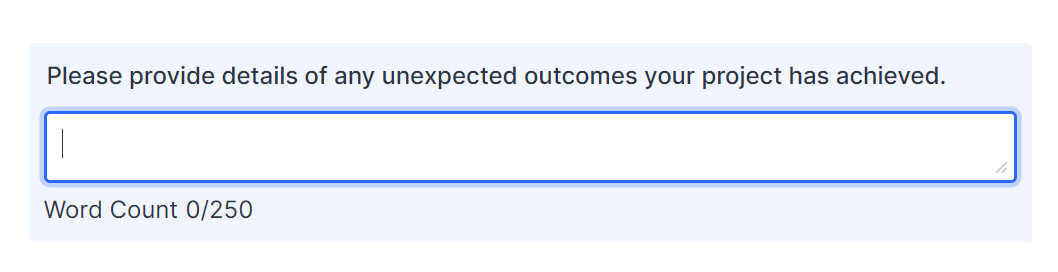 Please provide details of any unexpected outcomes your project has achieved.
Word Count 0/250